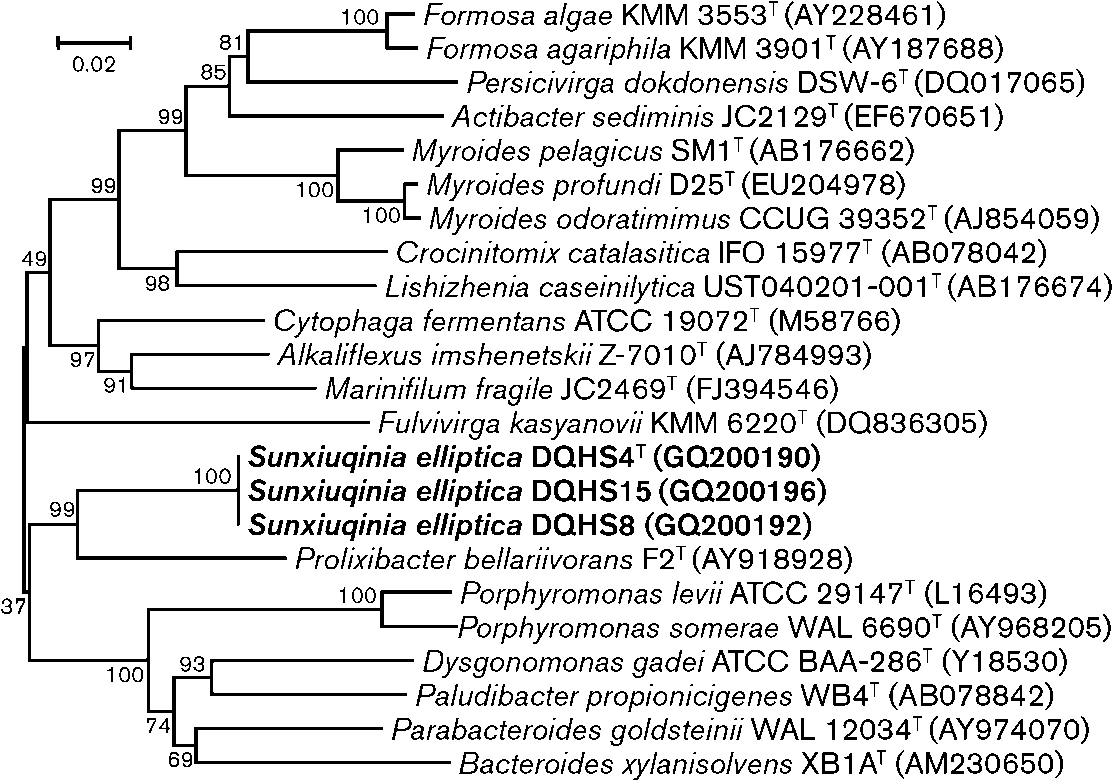 100 Formosa algae KMM 3553ᵀ (AY228461)
81 Formosa agariphila KMM 3901ᵀ (AY187688)
0.02
85 Persicivirga dokdonensis DSW-6ᵀ (DQ017065)
99 Actibacter sediminis JC2129ᵀ (EF670651)
Myroides pelagicus SM1ᵀ (AB176662)
99 100 Myroides profundi D25ᵀ (EU204978)
100 Myroides odoratimimus CCUG 39352ᵀ (AJ854059)
49 Crocinitomix catalasitica IFO 15977ᵀ (AB078042)
98 Lishizhenia caseinilytica UST040201-001ᵀ (AB176674)
Cytophaga fermentans ATCC 19072ᵀ (M58766)
97 Alkaliflexus imshenetskii Z-7010ᵀ (AJ784993)
91 Marinifilum fragile JC2469ᵀ (FJ394546)
Fulvivirga kasyanovii KMM 6220ᵀ (DQ836305)
Sunxiuqinia elliptica DQHS4ᵀ (GQ200190)
100 Sunxiuqinia elliptica DQHS15 (GQ200196)
99 Sunxiuqinia elliptica DQHS8 (GQ200192)
Prolixibacter bellariivorans F2ᵀ (AY918928)
37 100 Porphyromonas levii ATCC 29147ᵀ (L16493)
Porphyromonas somerae WAL 6690ᵀ (AY968205)
100 93 Dysgonomonas gadei ATCC BAA-286ᵀ (Y18530)
Paludibacter propionicigenes WB4ᵀ (AB078842)
74 Parabacteroides goldsteinii WAL 12034ᵀ (AY974070)
69 Bacteroides xylanisolvens XB1Aᵀ (AM230650)